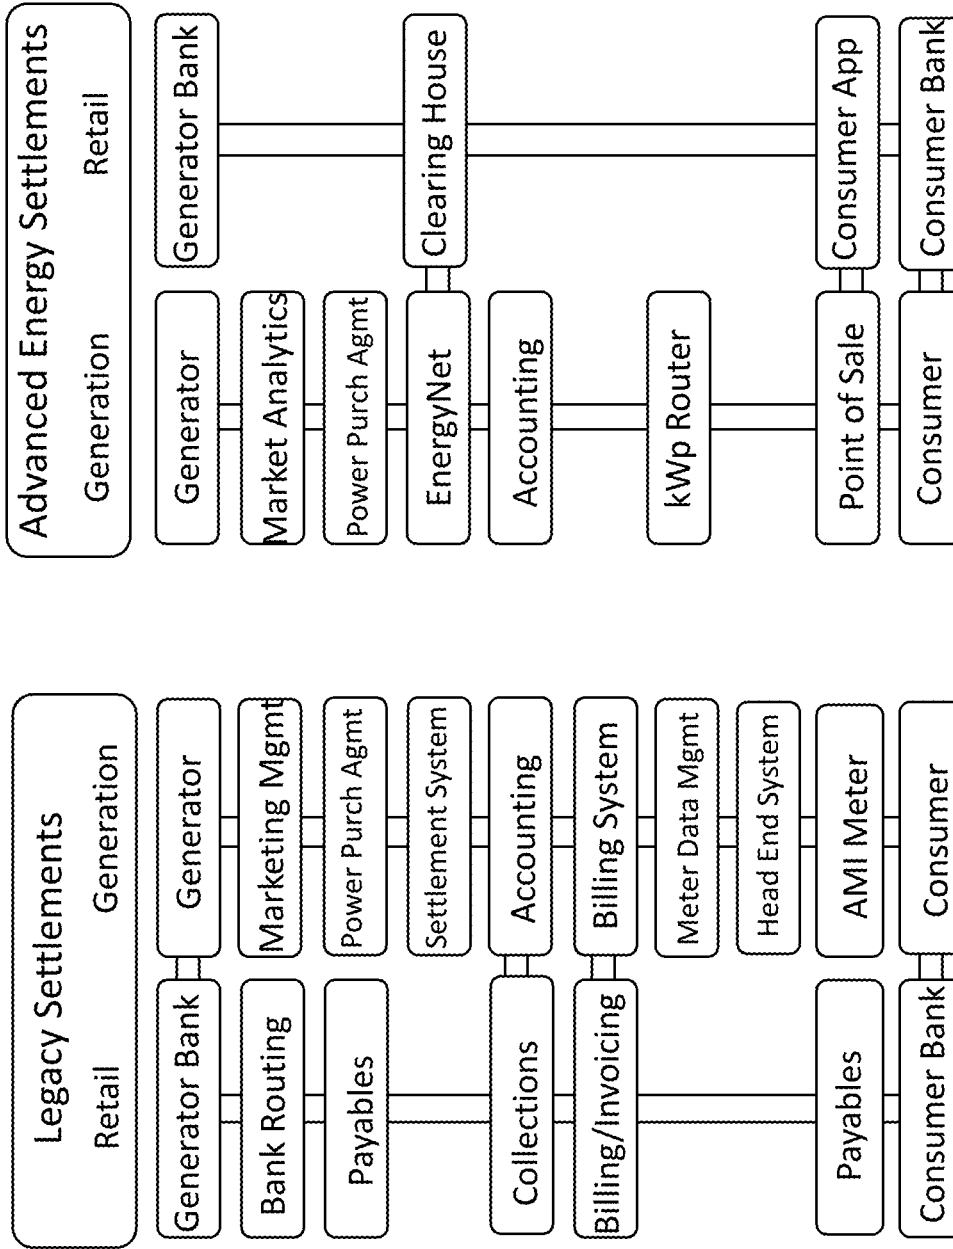 Legacy Settlements
Retail
Generation
Generator Bank
Generator
Bank Routing
Marketing Mgmt
Payables
Power Purch Agmt
Settlement System
Collections
Accounting
Billing/Invoicing
Billing System
Meter Data Mgmt
Head End System
Payables
AMI Meter
Consumer Bank
Consumer
Advanced Energy Settlements
Generation
Retail
Generator
Generator Bank
Market Analytics
Power Purch Agmt
EnergyNet
Clearing House
Accounting
kWp Router
Point of Sale
Consumer App
Consumer
Consumer Bank